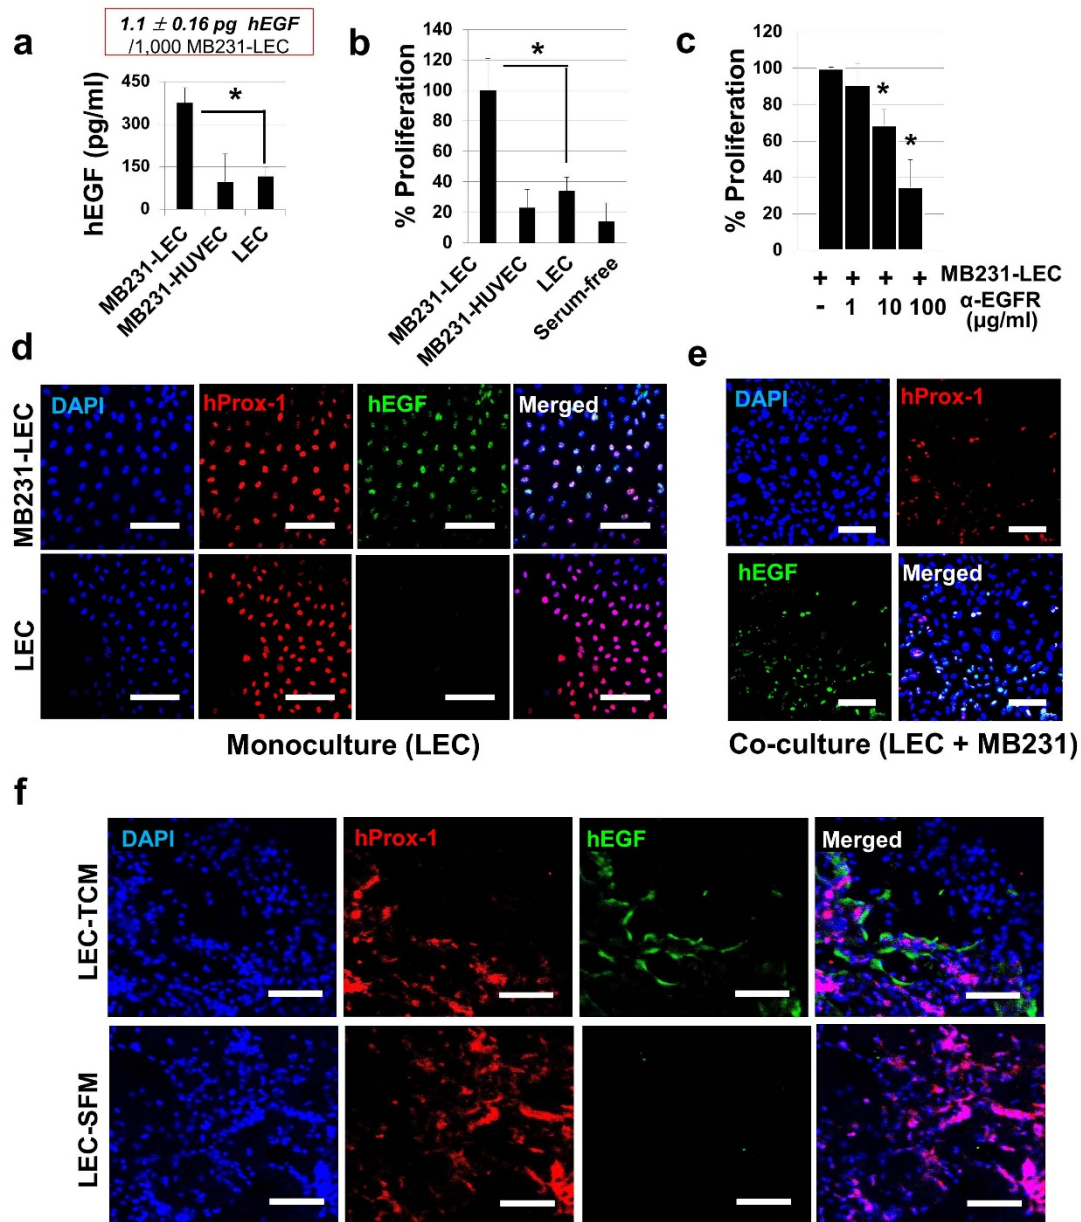 a
1.1 ± 0.16 pg hEGF
/1,000 MB231-LEC
hEGF (pg/ml)
450
300
150
0
*
MB231-LEC
MB231-HUVEC
LEC
b
% Proliferation
140
120
100
80
60
40
20
0
*
MB231-LEC
MB231-HUVEC
LEC
Serum-free
c
% Proliferation
120
100
80
60
40
20
0
*
*
+ + + + MB231-LEC
- 1 10 100 α-EGFR
(µg/ml)
d
MB231-LEC
DAPI
hProx-1
hEGF
Merged
LEC
Monoculture (LEC)
e
DAPI
hProx-1
hEGF
Merged
Co-culture (LEC + MB231)
f
LEC-TCM
DAPI
hProx-1
hEGF
Merged
LEC-SFM